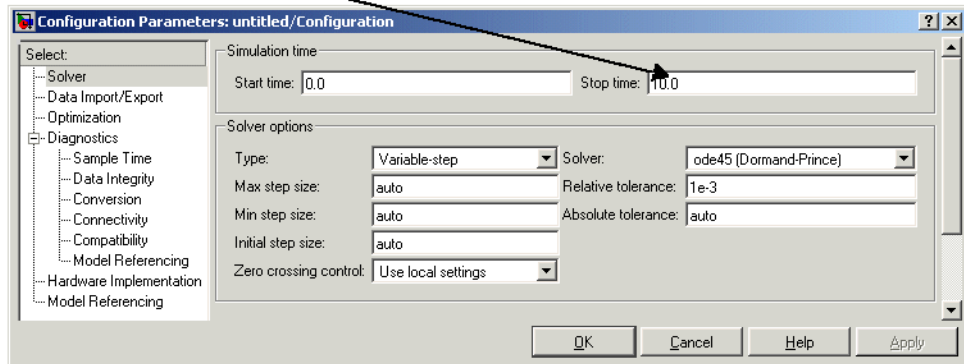 Configuration Parameters: untitled/Configuration
Select:
Solver
Data Import/Export
Optimization
Diagnostics
Sample Time
Data Integrity
Conversion
Connectivity
Compatibility
Model Referencing
Hardware Implementation
Model Referencing
Simulation time
Start time: 0.0 Stop time: 10.0
Solver options
Type: Variable-step Solver: ode45 (Dormand-Prince)
Max step size: auto Relative tolerance: 1e-3
Min step size: auto Absolute tolerance: auto
Initial step size: auto
Zero crossing control: Use local settings
OK Cancel Help Apply